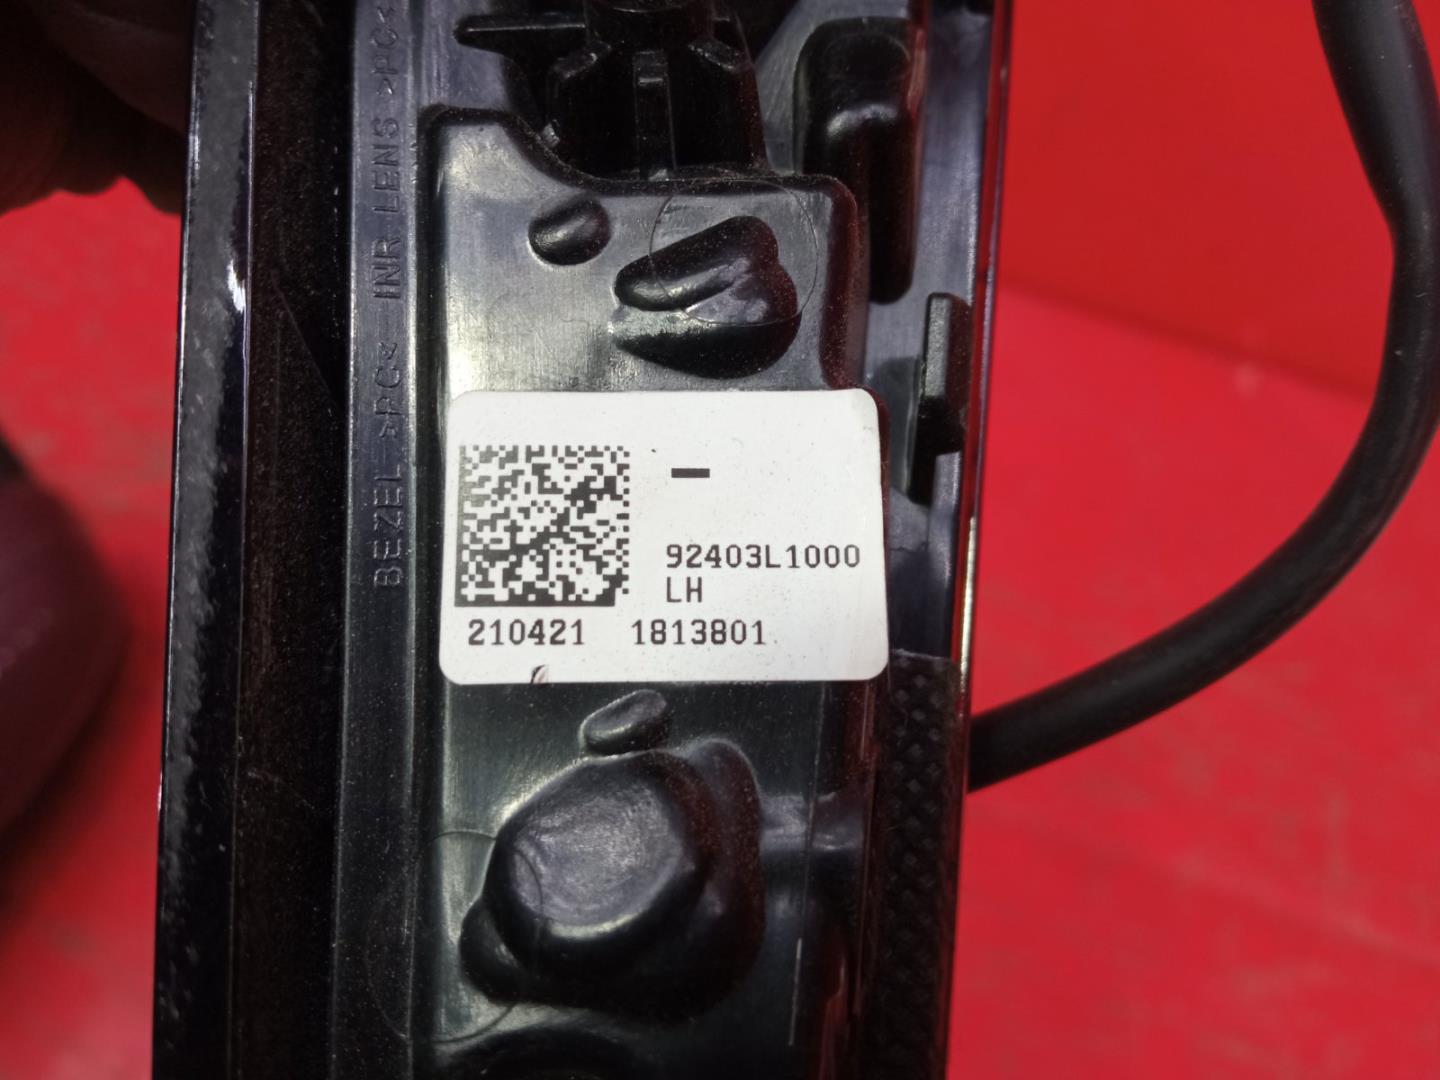 BEZEL->PC<- INR LENS >PC<
-
92403L1000
LH
210421 1813801